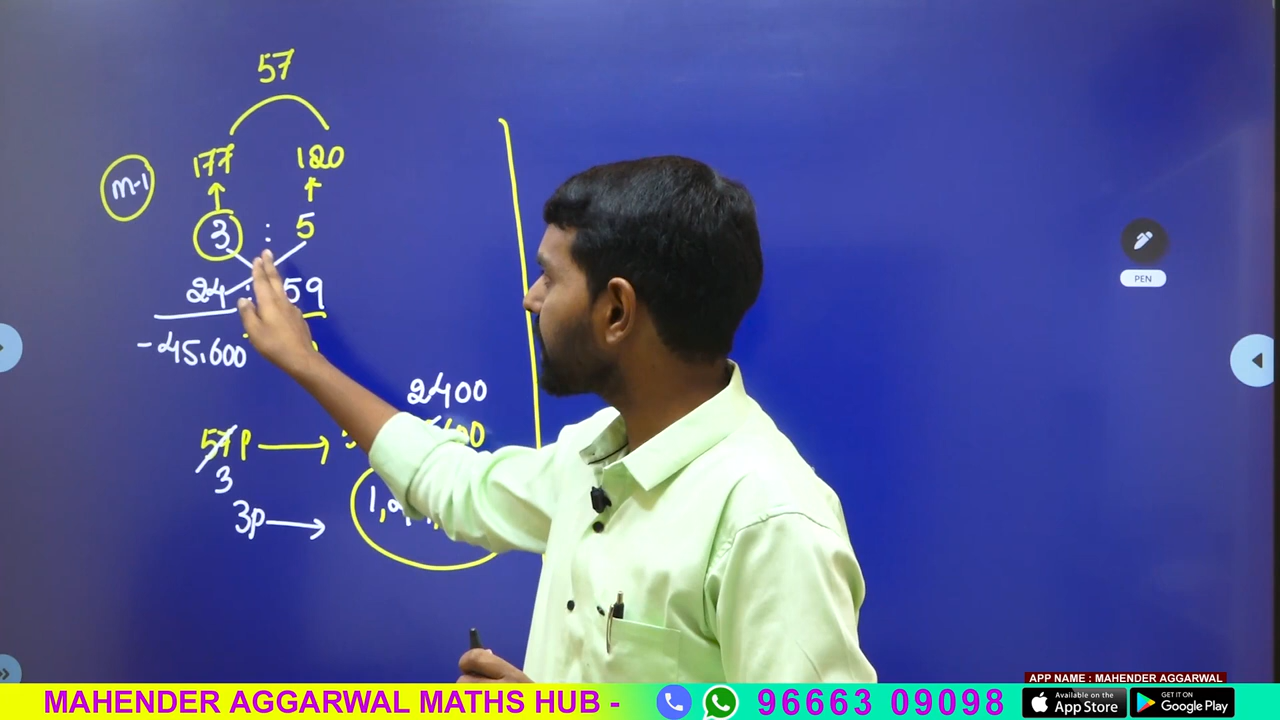 57
177 120
M-1
3 : 5
24 : 59
-45,600
2400
57P →
3
3P →
PEN
APP NAME : MAHENDER AGGARWAL
MAHENDER AGGARWAL MATHS HUB - 96663 09098
Available on the App Store
GET IT ON Google Play